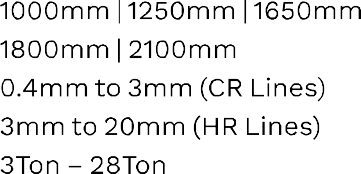 1000mm | 1250mm | 1650mm
1800mm | 2100mm
0.4mm to 3mm (CR Lines)
3mm to 20mm (HR Lines)
3Ton – 28Ton